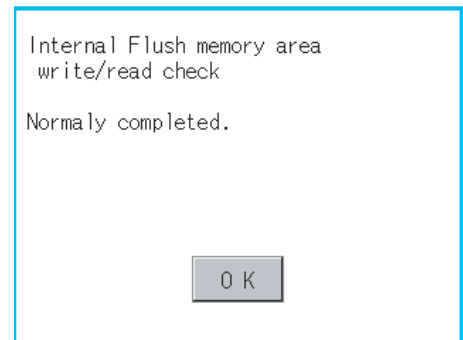 Internal Flush memory area
write/read check
Normaly completed.
OK